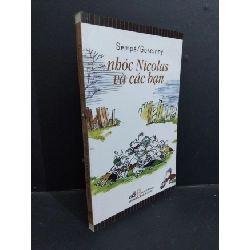 Sempé/Goscinny
nhóc Nicolas
và các bạn